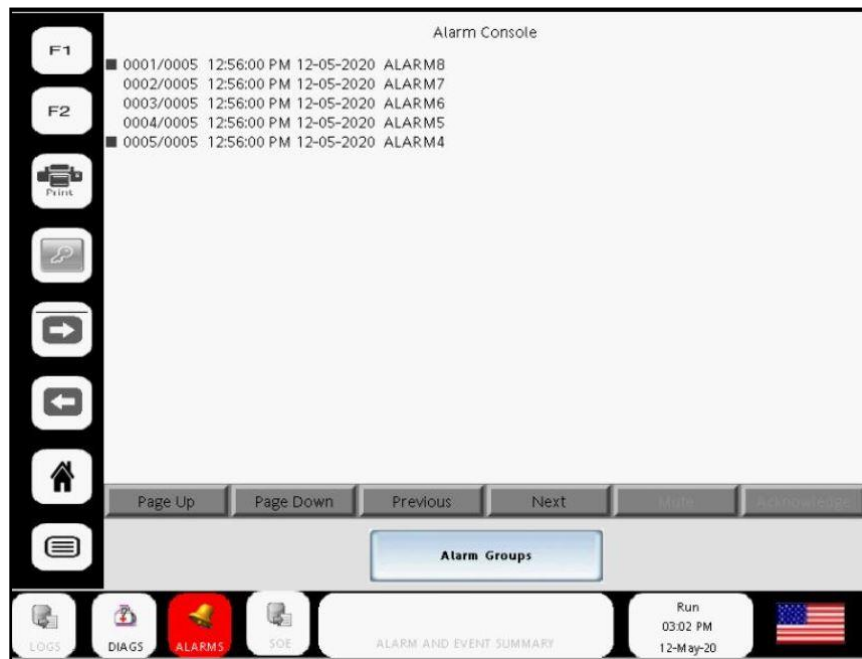 Alarm Console
F1
F2
Print
0001/0005 12:56:00 PM 12-05-2020 ALARM8
0002/0005 12:56:00 PM 12-05-2020 ALARM7
0003/0005 12:56:00 PM 12-05-2020 ALARM6
0004/0005 12:56:00 PM 12-05-2020 ALARM5
0005/0005 12:56:00 PM 12-05-2020 ALARM4
Page Up Page Down Previous Next Mute Acknowledge
Alarm Groups
LOGS DIAGS ALARMS SOE ALARM AND EVENT SUMMARY
Run
03:02 PM
12-May-20